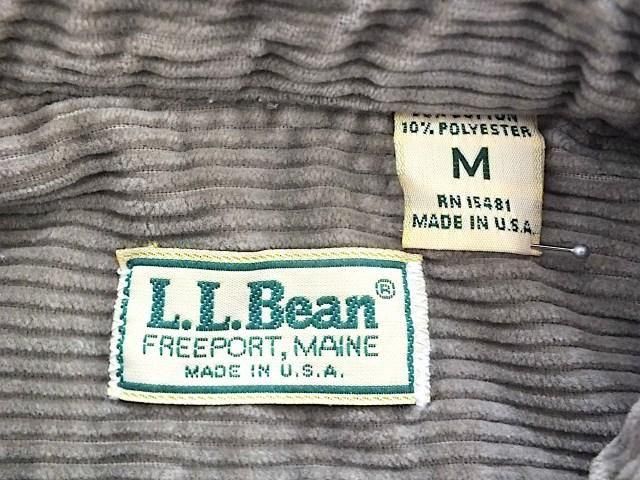 10% POLYESTER
M
RN 15481
MADE IN U.S.A.
L.L.Bean®
FREEPORT, MAINE
MADE IN U.S.A.